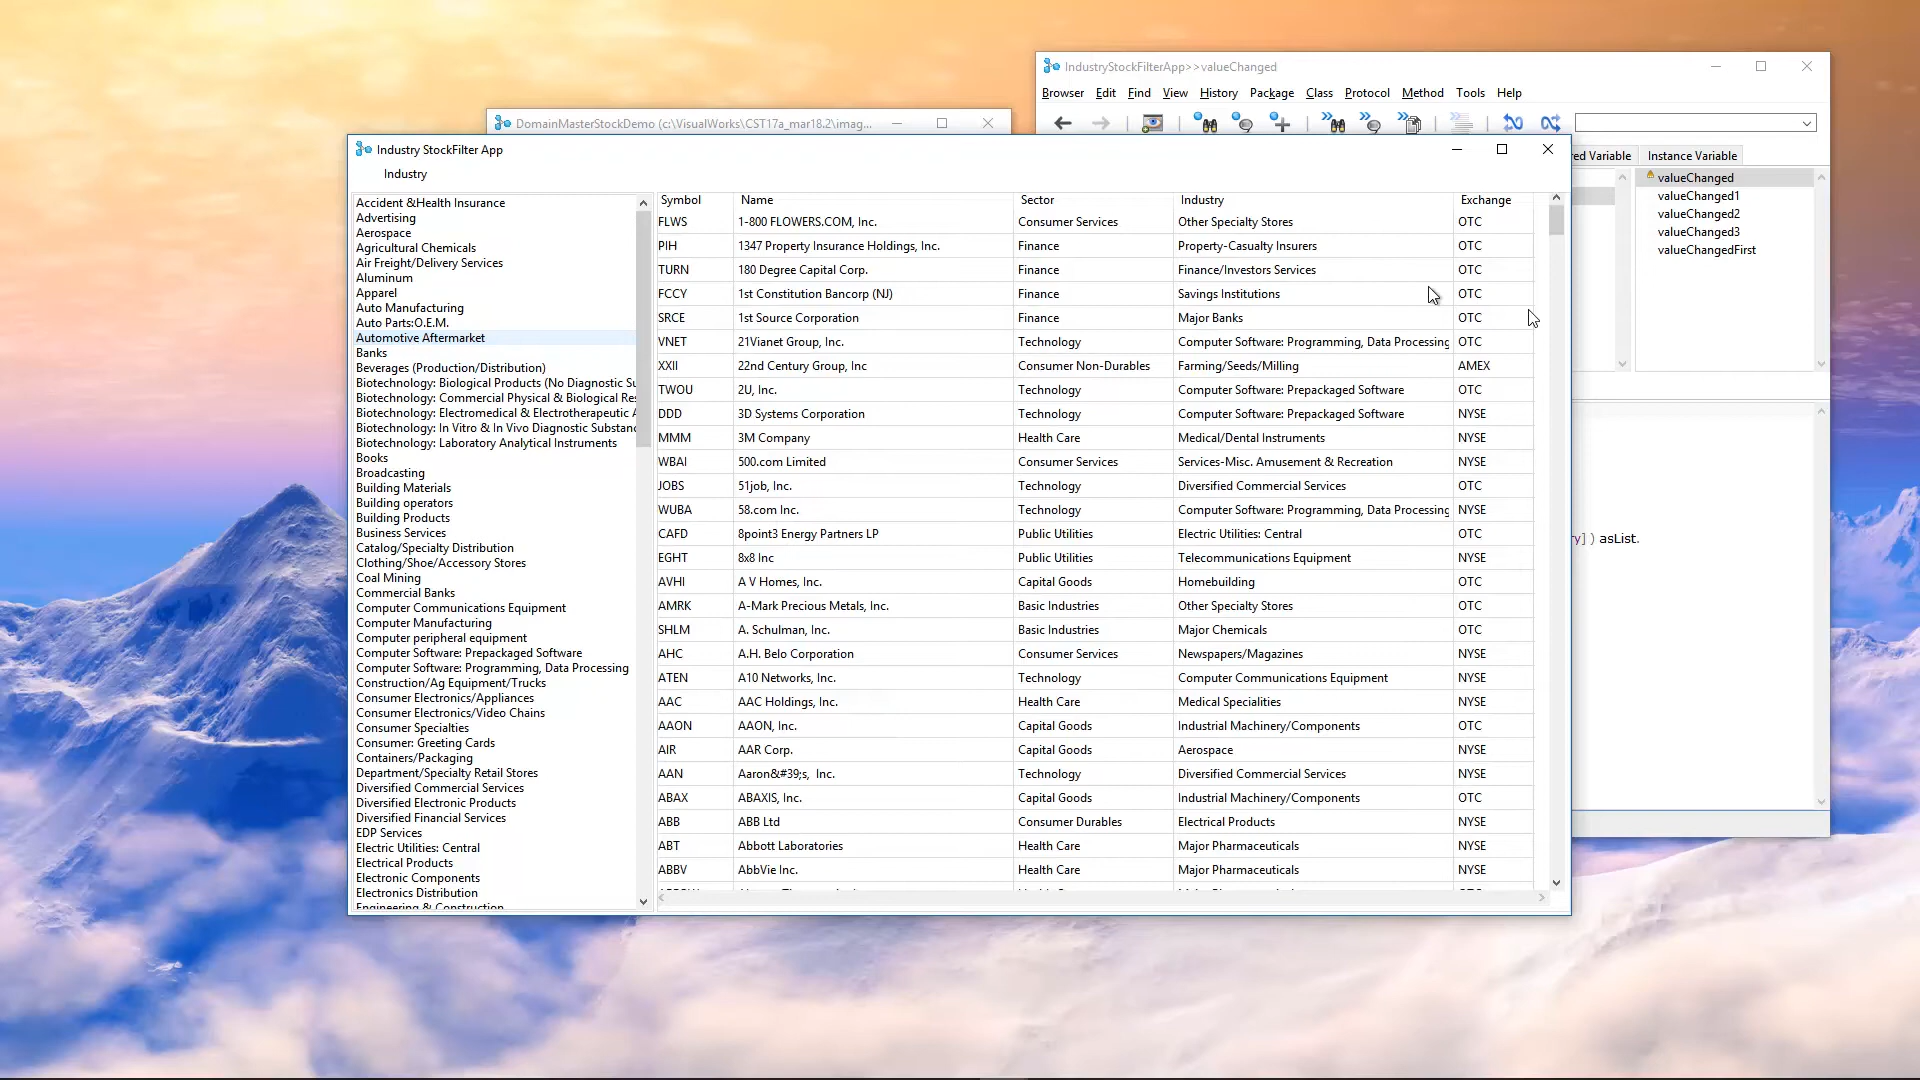 IndustryStockFilterApp>>valueChanged
Browser Edit Find View History Package Class Protocol Method Tools Help
DomainMasterStockDemo (c:\VisualWorks\CST17a_mar18.2\imag...
Industry StockFilter App
Industry
red Variable Instance Variable
valueChanged
valueChanged1
valueChanged2
valueChanged3
valueChangedFirst
ry] ) asList.
Accident &Health Insurance
Advertising
Aerospace
Agricultural Chemicals
Air Freight/Delivery Services
Aluminum
Apparel
Auto Manufacturing
Auto Parts:O.E.M.
Automotive Aftermarket
Banks
Beverages (Production/Distribution)
Biotechnology: Biological Products (No Diagnostic Su
Biotechnology: Commercial Physical & Biological Res
Biotechnology: Electromedical & Electrotherapeutic A
Biotechnology: In Vitro & In Vivo Diagnostic Substanc
Biotechnology: Laboratory Analytical Instruments
Books
Broadcasting
Building Materials
Building operators
Building Products
Business Services
Catalog/Specialty Distribution
Clothing/Shoe/Accessory Stores
Coal Mining
Commercial Banks
Computer Communications Equipment
Computer Manufacturing
Computer peripheral equipment
Computer Software: Prepackaged Software
Computer Software: Programming, Data Processing
Construction/Ag Equipment/Trucks
Consumer Electronics/Appliances
Consumer Electronics/Video Chains
Consumer Specialties
Consumer: Greeting Cards
Containers/Packaging
Department/Specialty Retail Stores
Diversified Commercial Services
Diversified Electronic Products
Diversified Financial Services
EDP Services
Electric Utilities: Central
Electrical Products
Electronic Components
Electronics Distribution
Engineering & Construction
Symbol Name Sector Industry Exchange
FLWS 1-800 FLOWERS.COM, Inc. Consumer Services Other Specialty Stores OTC
PIH 1347 Property Insurance Holdings, Inc. Finance Property-Casualty Insurers OTC
TURN 180 Degree Capital Corp. Finance Finance/Investors Services OTC
FCCY 1st Constitution Bancorp (NJ) Finance Savings Institutions OTC
SRCE 1st Source Corporation Finance Major Banks OTC
VNET 21Vianet Group, Inc. Technology Computer Software: Programming, Data Processing OTC
XXII 22nd Century Group, Inc Consumer Non-Durables Farming/Seeds/Milling AMEX
TWOU 2U, Inc. Technology Computer Software: Prepackaged Software OTC
DDD 3D Systems Corporation Technology Computer Software: Prepackaged Software NYSE
MMM 3M Company Health Care Medical/Dental Instruments NYSE
WBAI 500.com Limited Consumer Services Services-Misc. Amusement & Recreation NYSE
JOBS 51job, Inc. Technology Diversified Commercial Services OTC
WUBA 58.com Inc. Technology Computer Software: Programming, Data Processing NYSE
CAFD 8point3 Energy Partners LP Public Utilities Electric Utilities: Central OTC
EGHT 8x8 Inc Public Utilities Telecommunications Equipment NYSE
AVHI A V Homes, Inc. Capital Goods Homebuilding OTC
AMRK A-Mark Precious Metals, Inc. Basic Industries Other Specialty Stores OTC
SHLM A. Schulman, Inc. Basic Industries Major Chemicals OTC
AHC A.H. Belo Corporation Consumer Services Newspapers/Magazines NYSE
ATEN A10 Networks, Inc. Technology Computer Communications Equipment NYSE
AAC AAC Holdings, Inc. Health Care Medical Specialities NYSE
AAON AAON, Inc. Capital Goods Industrial Machinery/Components OTC
AIR AAR Corp. Capital Goods Aerospace NYSE
AAN Aaron&#39;s, Inc. Technology Diversified Commercial Services NYSE
ABAX ABAXIS, Inc. Capital Goods Industrial Machinery/Components OTC
ABB ABB Ltd Consumer Durables Electrical Products NYSE
ABT Abbott Laboratories Health Care Major Pharmaceuticals NYSE
ABBV AbbVie Inc. Health Care Major Pharmaceuticals NYSE